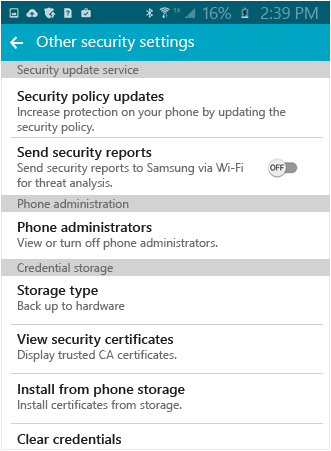 1X 16% 2:39 PM
Other security settings
Security update service
Security policy updates
Increase protection on your phone by updating the
security policy.
Send security reports
Send security reports to Samsung via Wi-Fi
for threat analysis.
OFF
Phone administration
Phone administrators
View or turn off phone administrators.
Credential storage
Storage type
Back up to hardware
View security certificates
Display trusted CA certificates.
Install from phone storage
Install certificates from storage.
Clear credentials